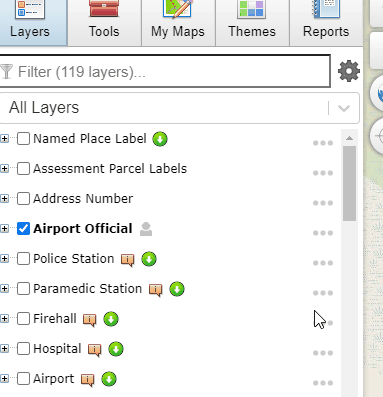 Layers Tools My Maps Themes Reports
Filter (119 layers)...
All Layers
Named Place Label
Assessment Parcel Labels
Address Number
Airport Official
Police Station
Paramedic Station
Firehall
Hospital
Airport